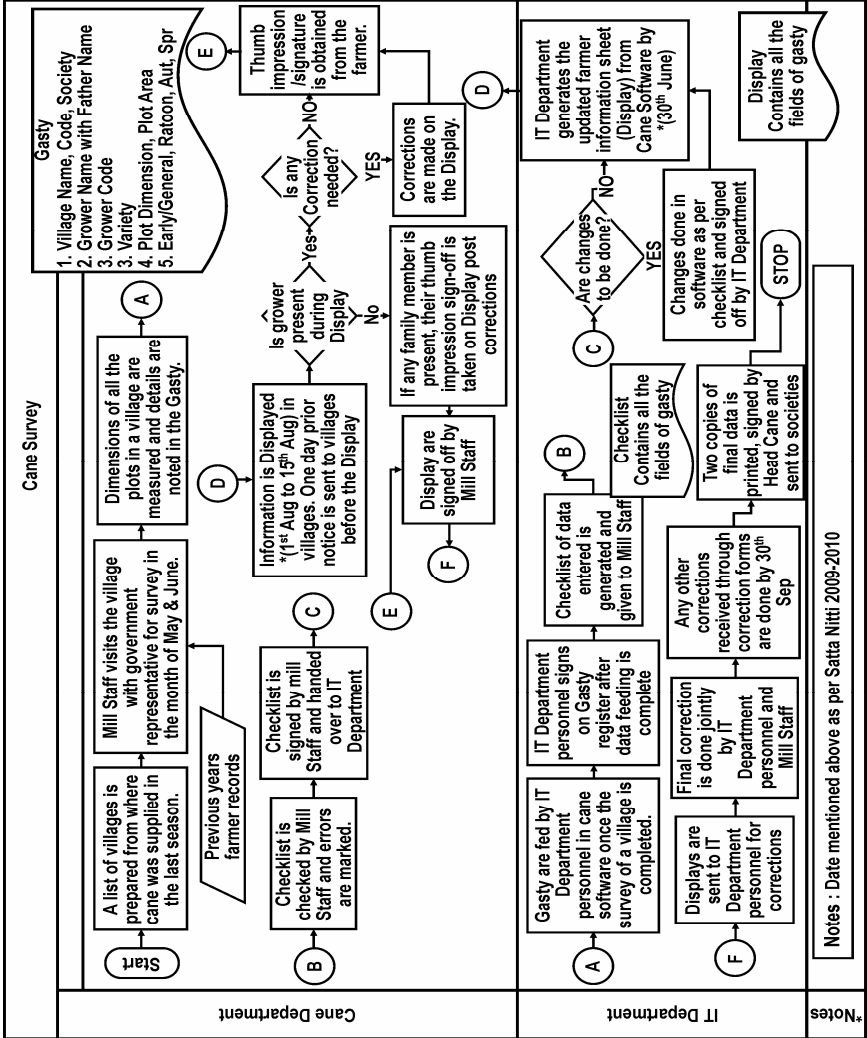 Cane Survey
Cane Department
Start
A list of villages is
prepared from where
cane was supplied in
the last season.
Previous years
farmer records
Mill Staff visits the village
with government
representative for survey in
the month of May & June.
Dimensions of all the
plots in a village are
measured and details are
noted in the Gasty.
A
Gasty
1. Village Name, Code, Society
2. Grower Name with Father Name
3. Grower Code
3. Variety
4. Plot Dimension, Plot Area
5. Early/General, Ratoon, Aut, Spr
B
Checklist is
checked by Mill
Staff and errors
are marked.
Checklist is
signed by mill
Staff and handed
over to IT
Department
C
D
Information is Displayed
*(1st Aug to 15th Aug) in
villages. One day prior
notice is sent to villages
before the Display
Is grower
present
during
Display
Yes
No
Is any
Correction
needed?
NO
YES
Thumb
impression
/signature
is obtained
from the
farmer.
E
Corrections
are made on
the Display.
If any family member is
present, their thumb
impression sign-off is
taken on Display post
corrections
E
Display are
signed off by
Mill Staff
F
IT Department
A
Gasty are fed by IT
Department
personnel in cane
software once the
survey of a village is
completed.
IT Department
personnel signs
on Gasty
register after
data feeding is
complete
Checklist of data
entered is
generated and
given to Mill Staff
B
Checklist
Contains all the
fields of gasty
C
Are changes
to be done?
NO
YES
IT Department
generates the
updated farmer
information sheet
(Display) from
Cane Software by
*(30th June)
D
Changes done in
software as per
checklist and signed
off by IT Department
Display
Contains all the
fields of gasty
F
Displays are
sent to IT
Department
personnel for
corrections
Final correction
is done jointly
by IT
Department
personnel and
Mill Staff
Any other
corrections
received through
correction forms
are done by 30th
Sep
Two copies of
final data is
printed, signed by
Head Cane and
sent to societies
STOP
*Notes
Notes : Date mentioned above as per Satta Nitti 2009-2010